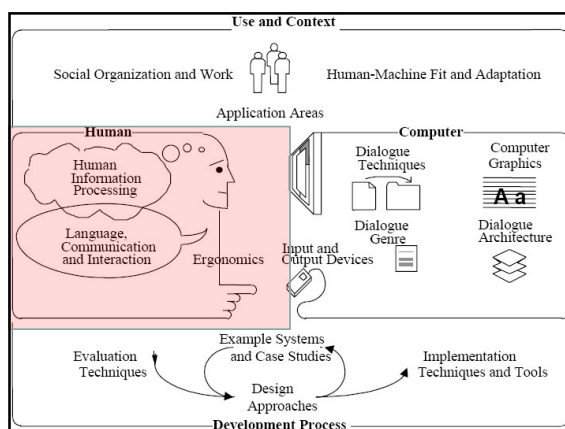 Use and Context
Social Organization and Work
Human-Machine Fit and Adaptation
Application Areas
Human
Computer
Human
Information
Processing
Language,
Communication
and Interaction
Ergonomics
Dialogue
Techniques
Computer
Graphics
A a
Dialogue
Genre
Dialogue
Architecture
Input and
Output Devices
Example Systems
and Case Studies
Evaluation
Techniques
Implementation
Techniques and Tools
Design
Approaches
Development Process